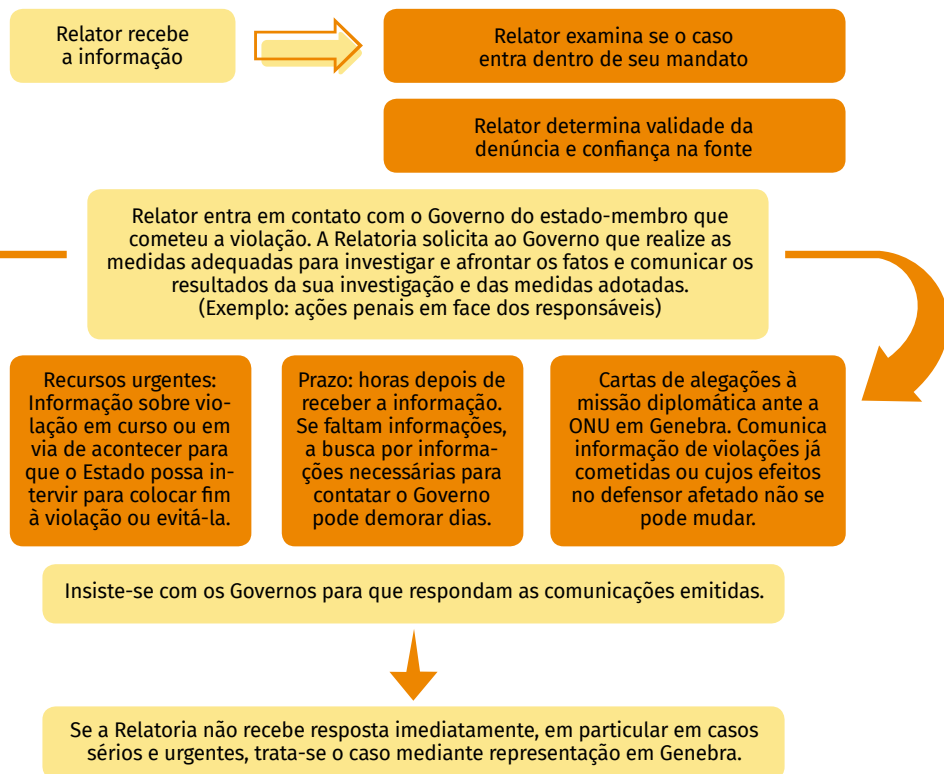 Relator recebe
a informação
Relator examina se o caso
entra dentro de seu mandato
Relator determina validade da
denúncia e confiança na fonte
Relator entra em contato com o Governo do estado-membro que
cometeu a violação. A Relatoria solicita ao Governo que realize as
medidas adequadas para investigar e afrontar os fatos e comunicar os
resultados da sua investigação e das medidas adotadas.
(Exemplo: ações penais em face dos responsáveis)
Recursos urgentes:
Informação sobre vio-
lação em curso ou em
via de acontecer para
que o Estado possa in-
tervir para colocar fim
à violação ou evitá-la.
Prazo: horas depois de
receber a informação.
Se faltam informações,
a busca por informa-
ções necessárias para
contatar o Governo
pode demorar dias.
Cartas de alegações à
missão diplomática ante a
ONU em Genebra. Comunica
informação de violações já
cometidas ou cujos efeitos
no defensor afetado não se
pode mudar.
Insiste-se com os Governos para que respondam as comunicações emitidas.
Se a Relatoria não recebe resposta imediatamente, em particular em casos
sérios e urgentes, trata-se o caso mediante representação em Genebra.